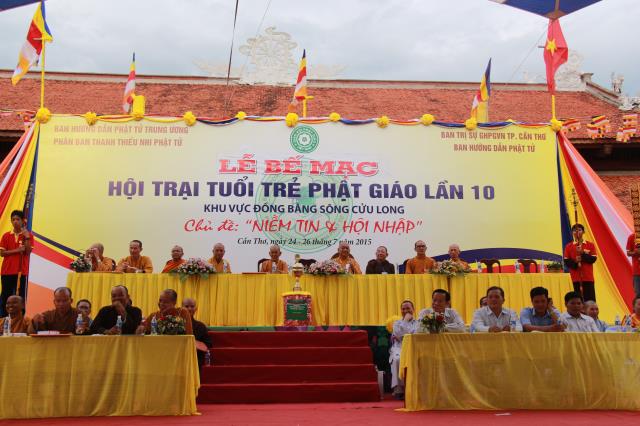 BAN HƯỚNG DẪN PHẬT TỬ TRUNG ƯƠNG
PHÂN BAN THANH THIẾU NHI PHẬT TỬ
BAN TRỊ SỰ GHPGVN TP. CẦN THƠ
BAN HƯỚNG DẪN PHẬT TỬ
LỄ BẾ MẠC
HỘI TRẠI TUỔI TRẺ PHẬT GIÁO LẦN 10
KHU VỰC ĐỒNG BẰNG SÔNG CỬU LONG
Chủ đề: "NIỀM TIN & HỘI NHẬP"
Cần Thơ, ngày 24 - 26 tháng 7 năm 2015